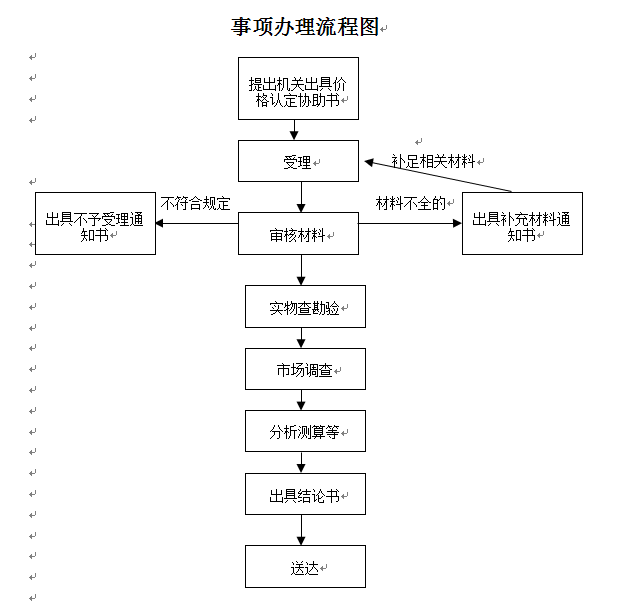 事项办理流程图
提出机关出具价
格认定协助书
受理
补足相关材料
不符合规定
材料不全的
出具不予受理通
知书
审核材料
出具补充材料通
知书
实物查勘验
市场调查
分析测算等
出具结论书
送达